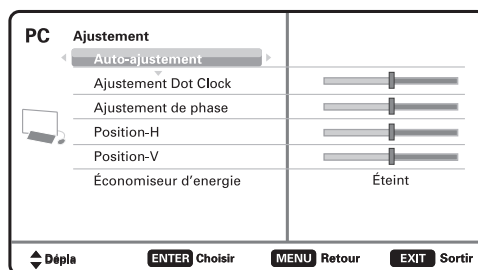 PC Ajustement
Auto-ajustement
Ajustement Dot Clock
Ajustement de phase
Position-H
Position-V
Économiseur d'energie Éteint
Dépla ENTER Choisir MENU Retour EXIT Sortir